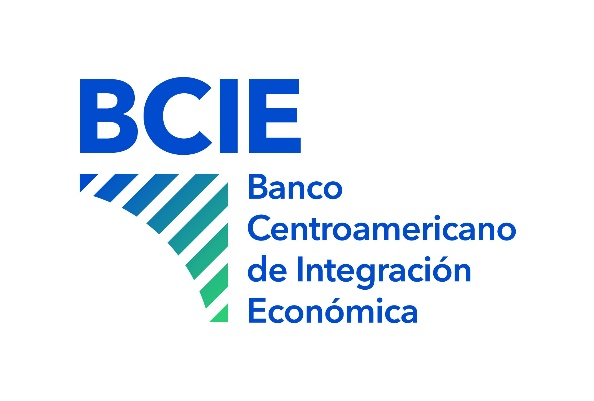 BCIE
Banco
Centroamericano
de Integración
Económica